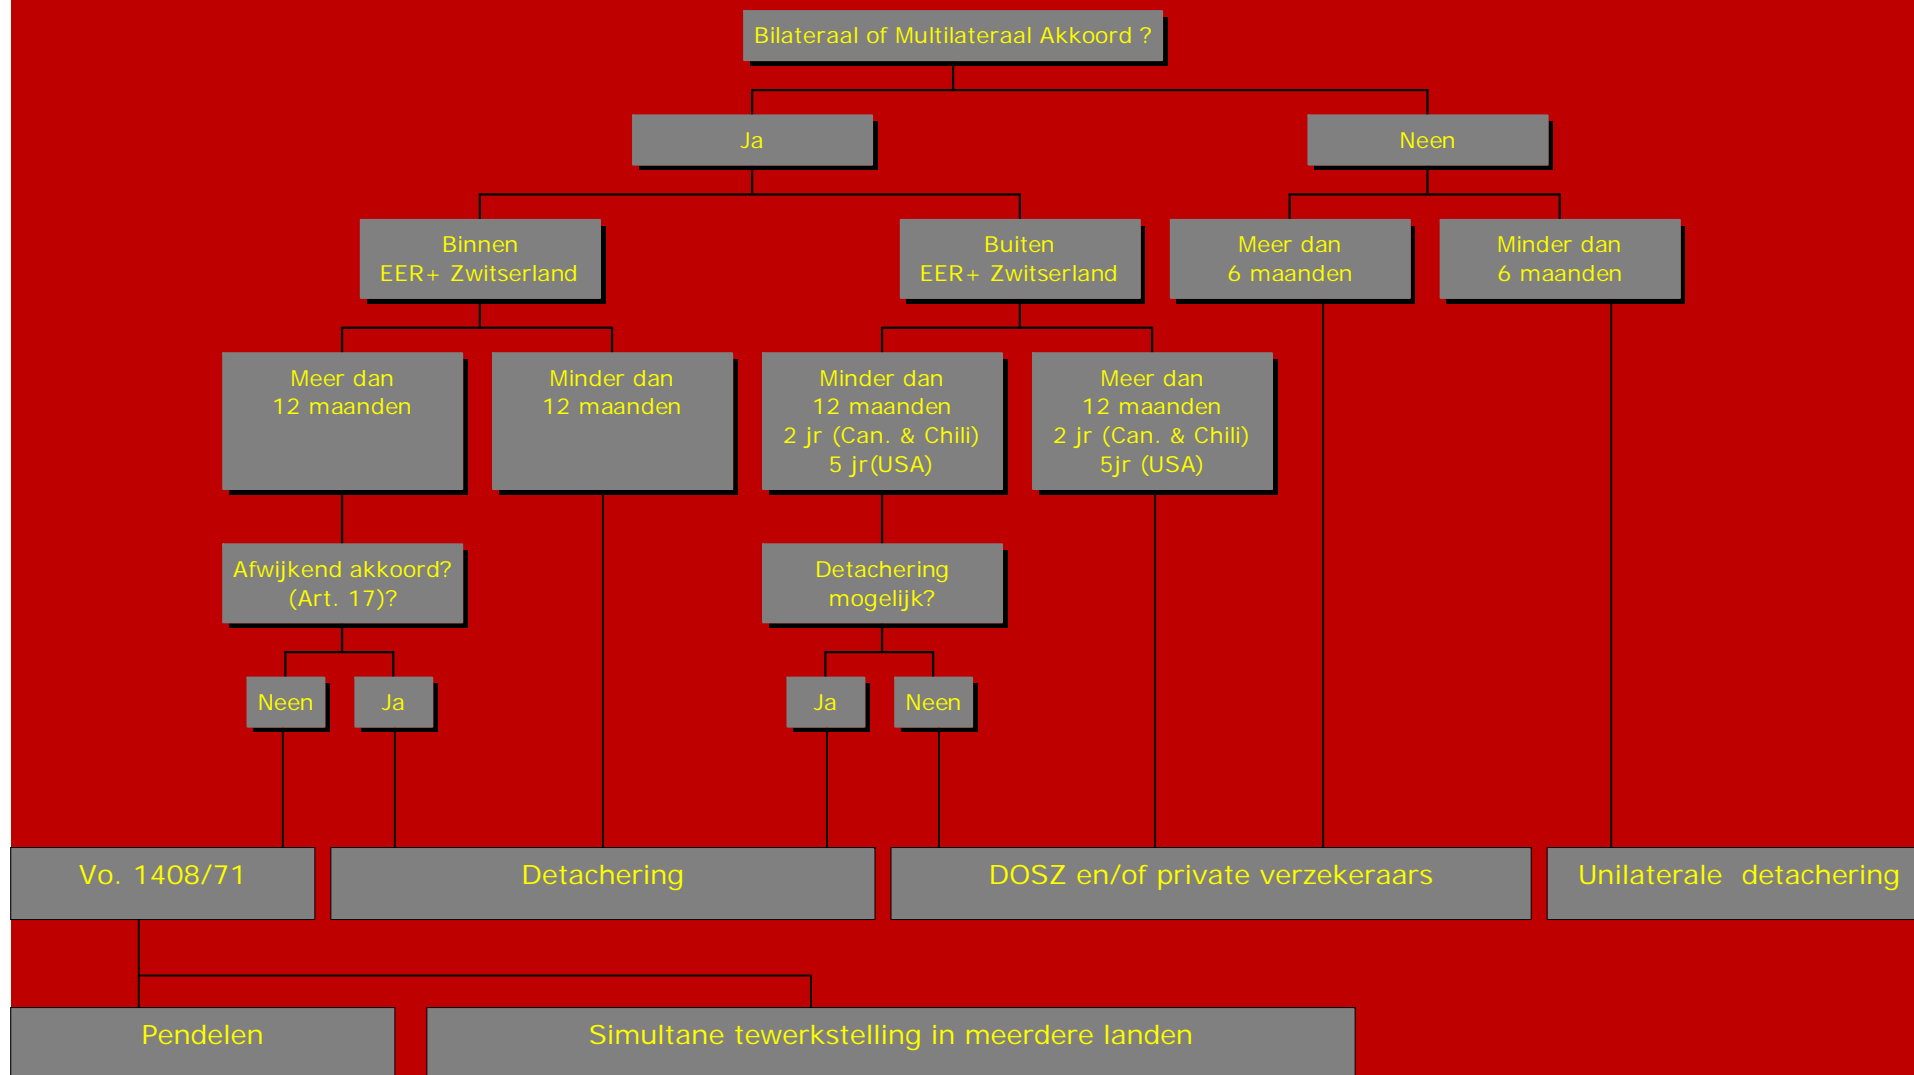 Bilateraal of Multilateraal Akkoord ?
Ja
Neen
Binnen
EER+ Zwitserland
Buiten
EER+ Zwitserland
Meer dan
6 maanden
Minder dan
6 maanden
Meer dan
12 maanden
Minder dan
12 maanden
Minder dan
12 maanden
2 jr (Can. & Chili)
5 jr(USA)
Meer dan
12 maanden
2 jr (Can. & Chili)
5jr (USA)
Afwijkend akkoord?
(Art. 17)?
Detachering
mogelijk?
Neen
Ja
Ja
Neen
Vo. 1408/71
Detachering
DOSZ en/of private verzekeraars
Unilaterale detachering
Pendelen
Simultane tewerkstelling in meerdere landen